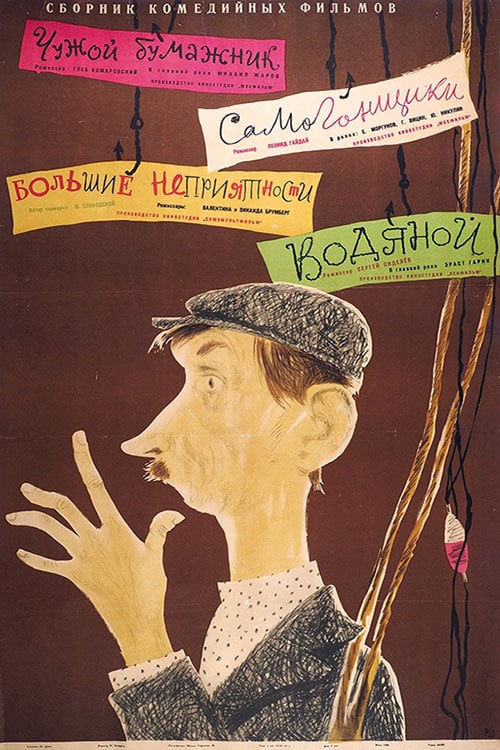 СБОРНИК КОМЕДИЙНЫХ ФИЛЬМОВ
ЧУЖОЙ БУМАЖНИК
Режиссер ГЛЕБ КОМАРОВСКИЙ В главной роли МИХАИЛ ЖАРОВ
ПРОИЗВОДСТВО КИНОСТУДИИ „МОСФИЛЬМ"
САМОГОНЩИКИ
Режиссер ЛЕОНИД ГАЙДАЙ В ролях: Е. МОРГУНОВ, Г. ВИЦИН, Ю. НИКУЛИН
ПРОИЗВОДСТВО КИНОСТУДИИ „МОСФИЛЬМ"
БОЛЬШИЕ НЕПРИЯТНОСТИ
Автор сценария М. СЛОБОДСКОЙ Режиссеры: ВАЛЕНТИНА и ЗИНАИДА БРУМБЕРГ
ПРОИЗВОДСТВО КИНОСТУДИИ „СОЮЗМУЛЬТФИЛЬМ"
ВОДЯНОЙ
Режиссер СЕРГЕЙ СИДЕЛЕВ В главной роли ЭРАСТ ГАРИН
ПРОИЗВОДСТВО КИНОСТУДИИ „ЛЕНФИЛЬМ"